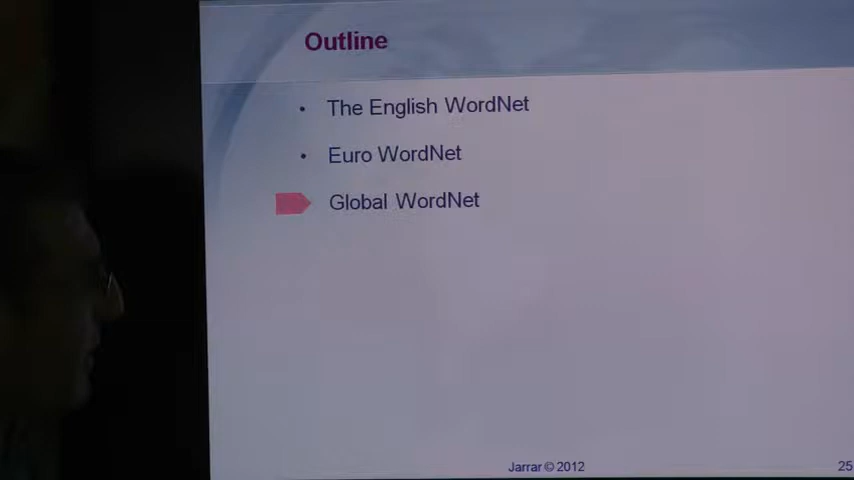 Outline
• The English WordNet
• Euro WordNet
Global WordNet
Jarrar © 2012
25